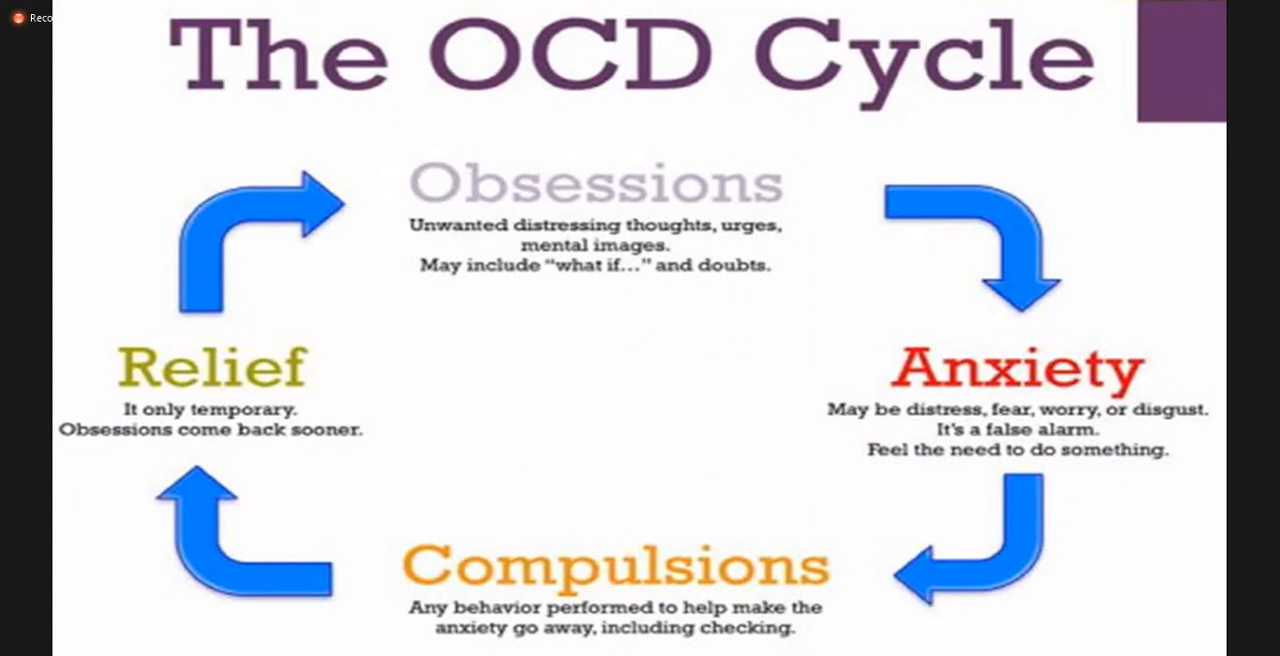 Reco
The OCD Cycle
Obsessions
Unwanted distressing thoughts, urges,
mental images.
May include “what if...” and doubts.
Relief
It only temporary.
Obsessions come back sooner.
Anxiety
May be distress, fear, worry, or disgust.
It's a false alarm.
Feel the need to do something.
Compulsions
Any behavior performed to help make the
anxiety go away, including checking.